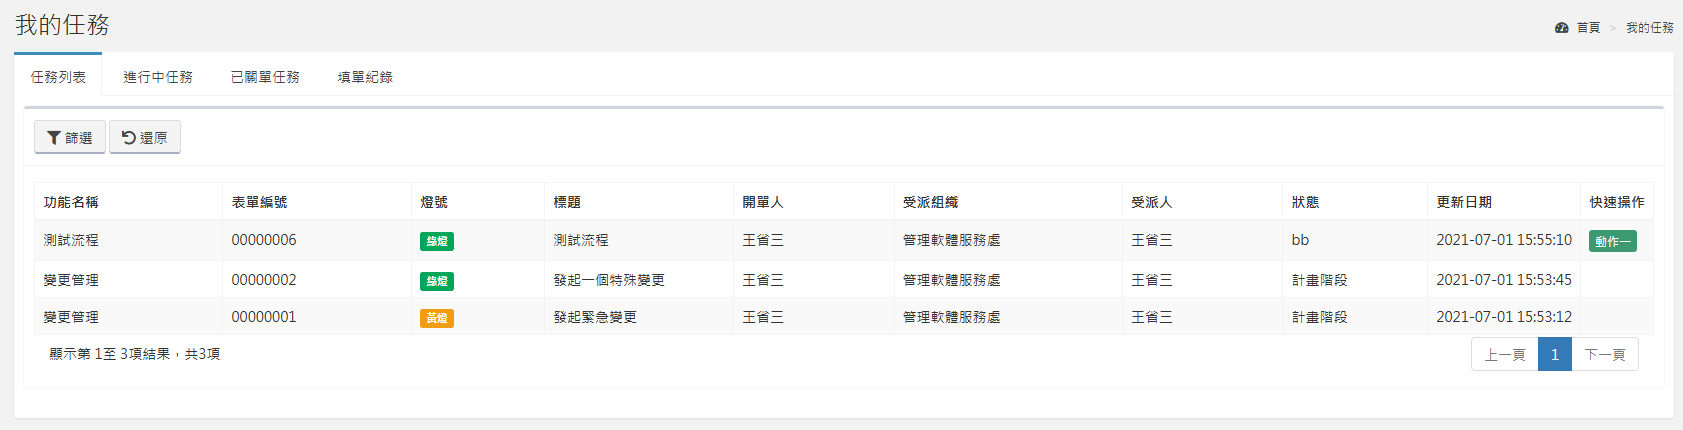 我的任務
首頁 > 我的任務
任務列表 進行中任務 已關單任務 填單紀錄
篩選 還原
功能名稱 表單編號 燈號 標題 開單人 受派組織 受派人 狀態 更新日期 快速操作
測試流程 00000006 綠燈 測試流程 王省三 管理軟體服務處 王省三 bb 2021-07-01 15:55:10 動作一
變更管理 00000002 綠燈 發起一個特殊變更 王省三 管理軟體服務處 王省三 計畫階段 2021-07-01 15:53:45
變更管理 00000001 黃燈 發起緊急變更 王省三 管理軟體服務處 王省三 計畫階段 2021-07-01 15:53:12
顯示第 1至 3項結果，共3項 上一頁 1 下一頁